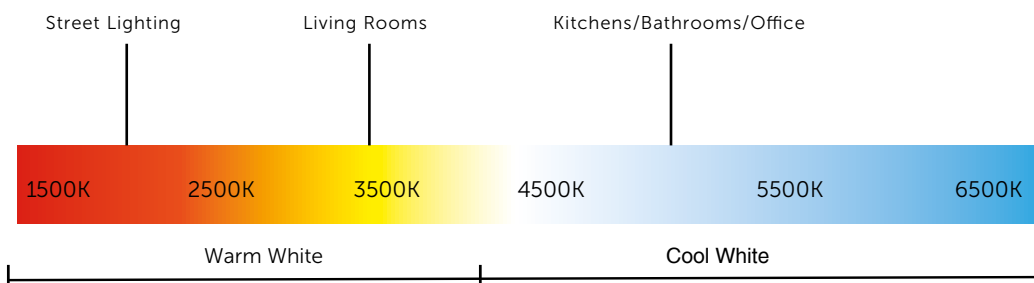 Street Lighting Living Rooms Kitchens/Bathrooms/Office
1500K 2500K 3500K 4500K 5500K 6500K
Warm White Cool White